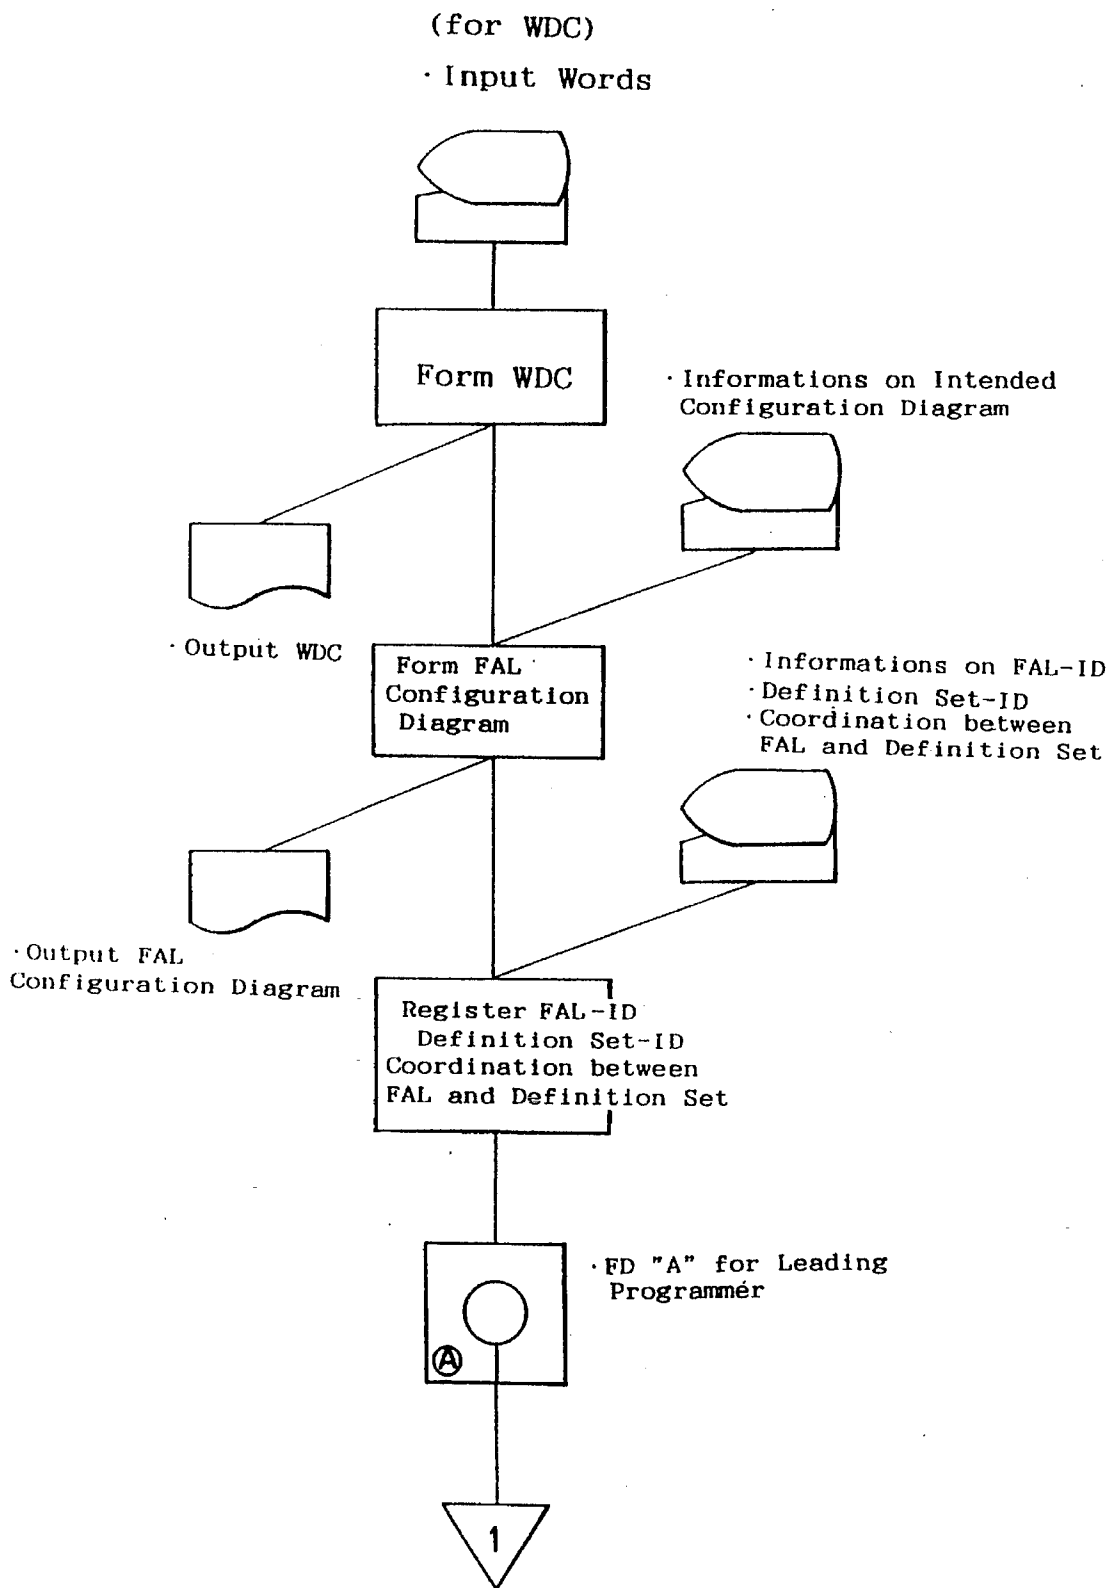 (for WDC)
· Input Words
Form WDC
· Informations on Intended
Configuration Diagram
· Output WDC
Form FAL
Configuration
Diagram
· Informations on FAL-ID
· Definition Set-ID
· Coordination between
FAL and Definition Set
· Output FAL
Configuration Diagram
Register FAL-ID
Definition Set-ID
Coordination between
FAL and Definition Set
· FD "A" for Leading
Programmer
A
1